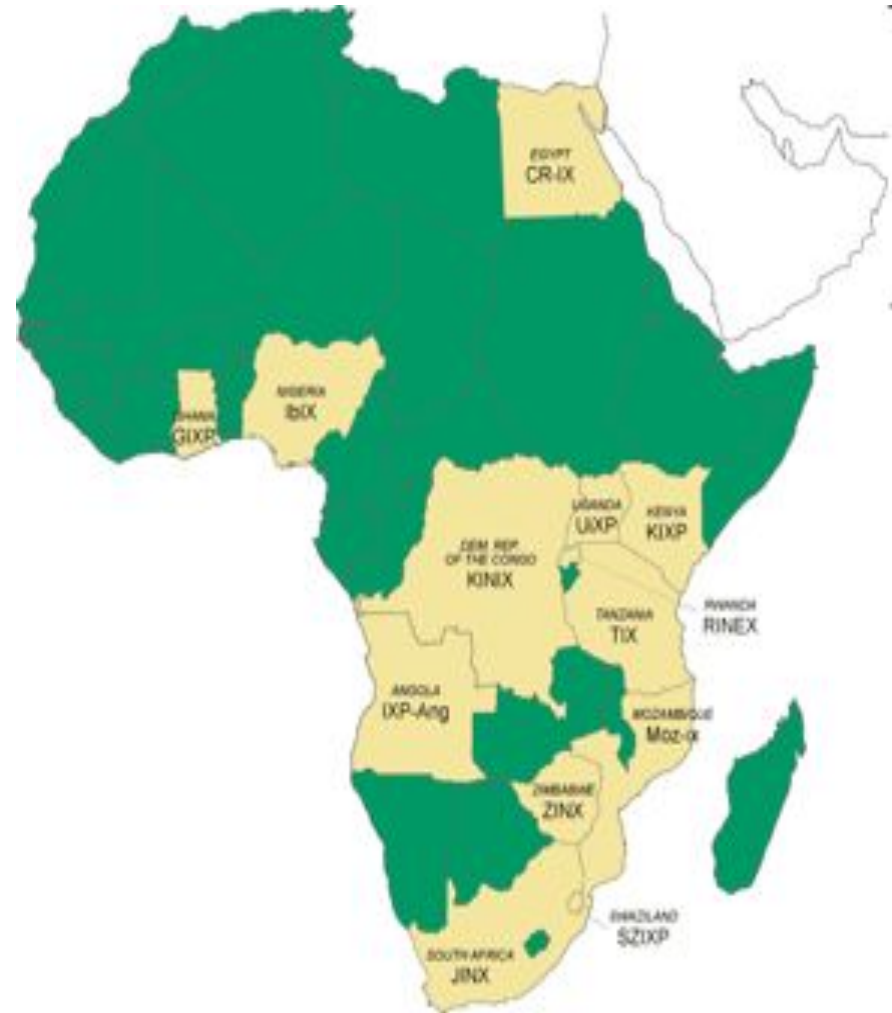 EGYPT
CR-IX
NIGERIA
IbIX
GHANA
GIXP
UGANDA
UiXP
KENYA
KIXP
DEM. REP.
OF THE CONGO
KINIX
RWANDA
RINEX
TANZANIA
TIX
ANGOLA
IXP-Ang
MOZAMBIQUE
Moz-ix
ZIMBABWE
ZINX
SWAZILAND
SZIXP
SOUTH AFRICA
JINX